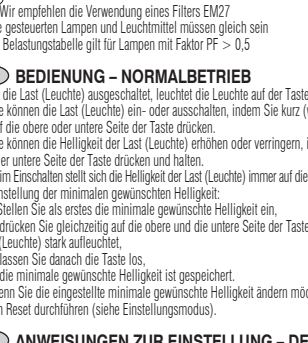 Wir empfehlen die Verwendung eines Filters EM27
e gesteuerten Lampen und Leuchtmittel müssen gleich sein
Belastungstabelle gilt für Lampen mit Faktor PF > 0,5
BEDIENUNG – NORMALBETRIEB
die Last (Leuchte) ausgeschaltet, leuchtet die Leuchte auf der Taste
e können die Last (Leuchte) ein- oder ausschalten, indem Sie kurz (
f die obere oder untere Seite der Taste drücken.
e können die Helligkeit der Last (Leuchte) erhöhen oder verringern, i
er untere Seite der Taste drücken und halten.
im Einschalten stellt sich die Helligkeit der Last (Leuchte) immer auf die
nstellung der minimalen gewünschten Helligkeit:
Stellen Sie als erstes die minimale gewünschte Helligkeit ein,
drücken Sie gleichzeitig auf die obere und die untere Seite der Taste
(Leuchte) stark aufleuchtet,
lassen Sie danach die Taste los,
die minimale gewünschte Helligkeit ist gespeichert.
enn Sie die eingestellte minimale gewünschte Helligkeit ändern möc
n Reset durchführen (siehe Einstellungsmodus).
ANWEISUNGEN ZUR EINSTELLUNG – DE